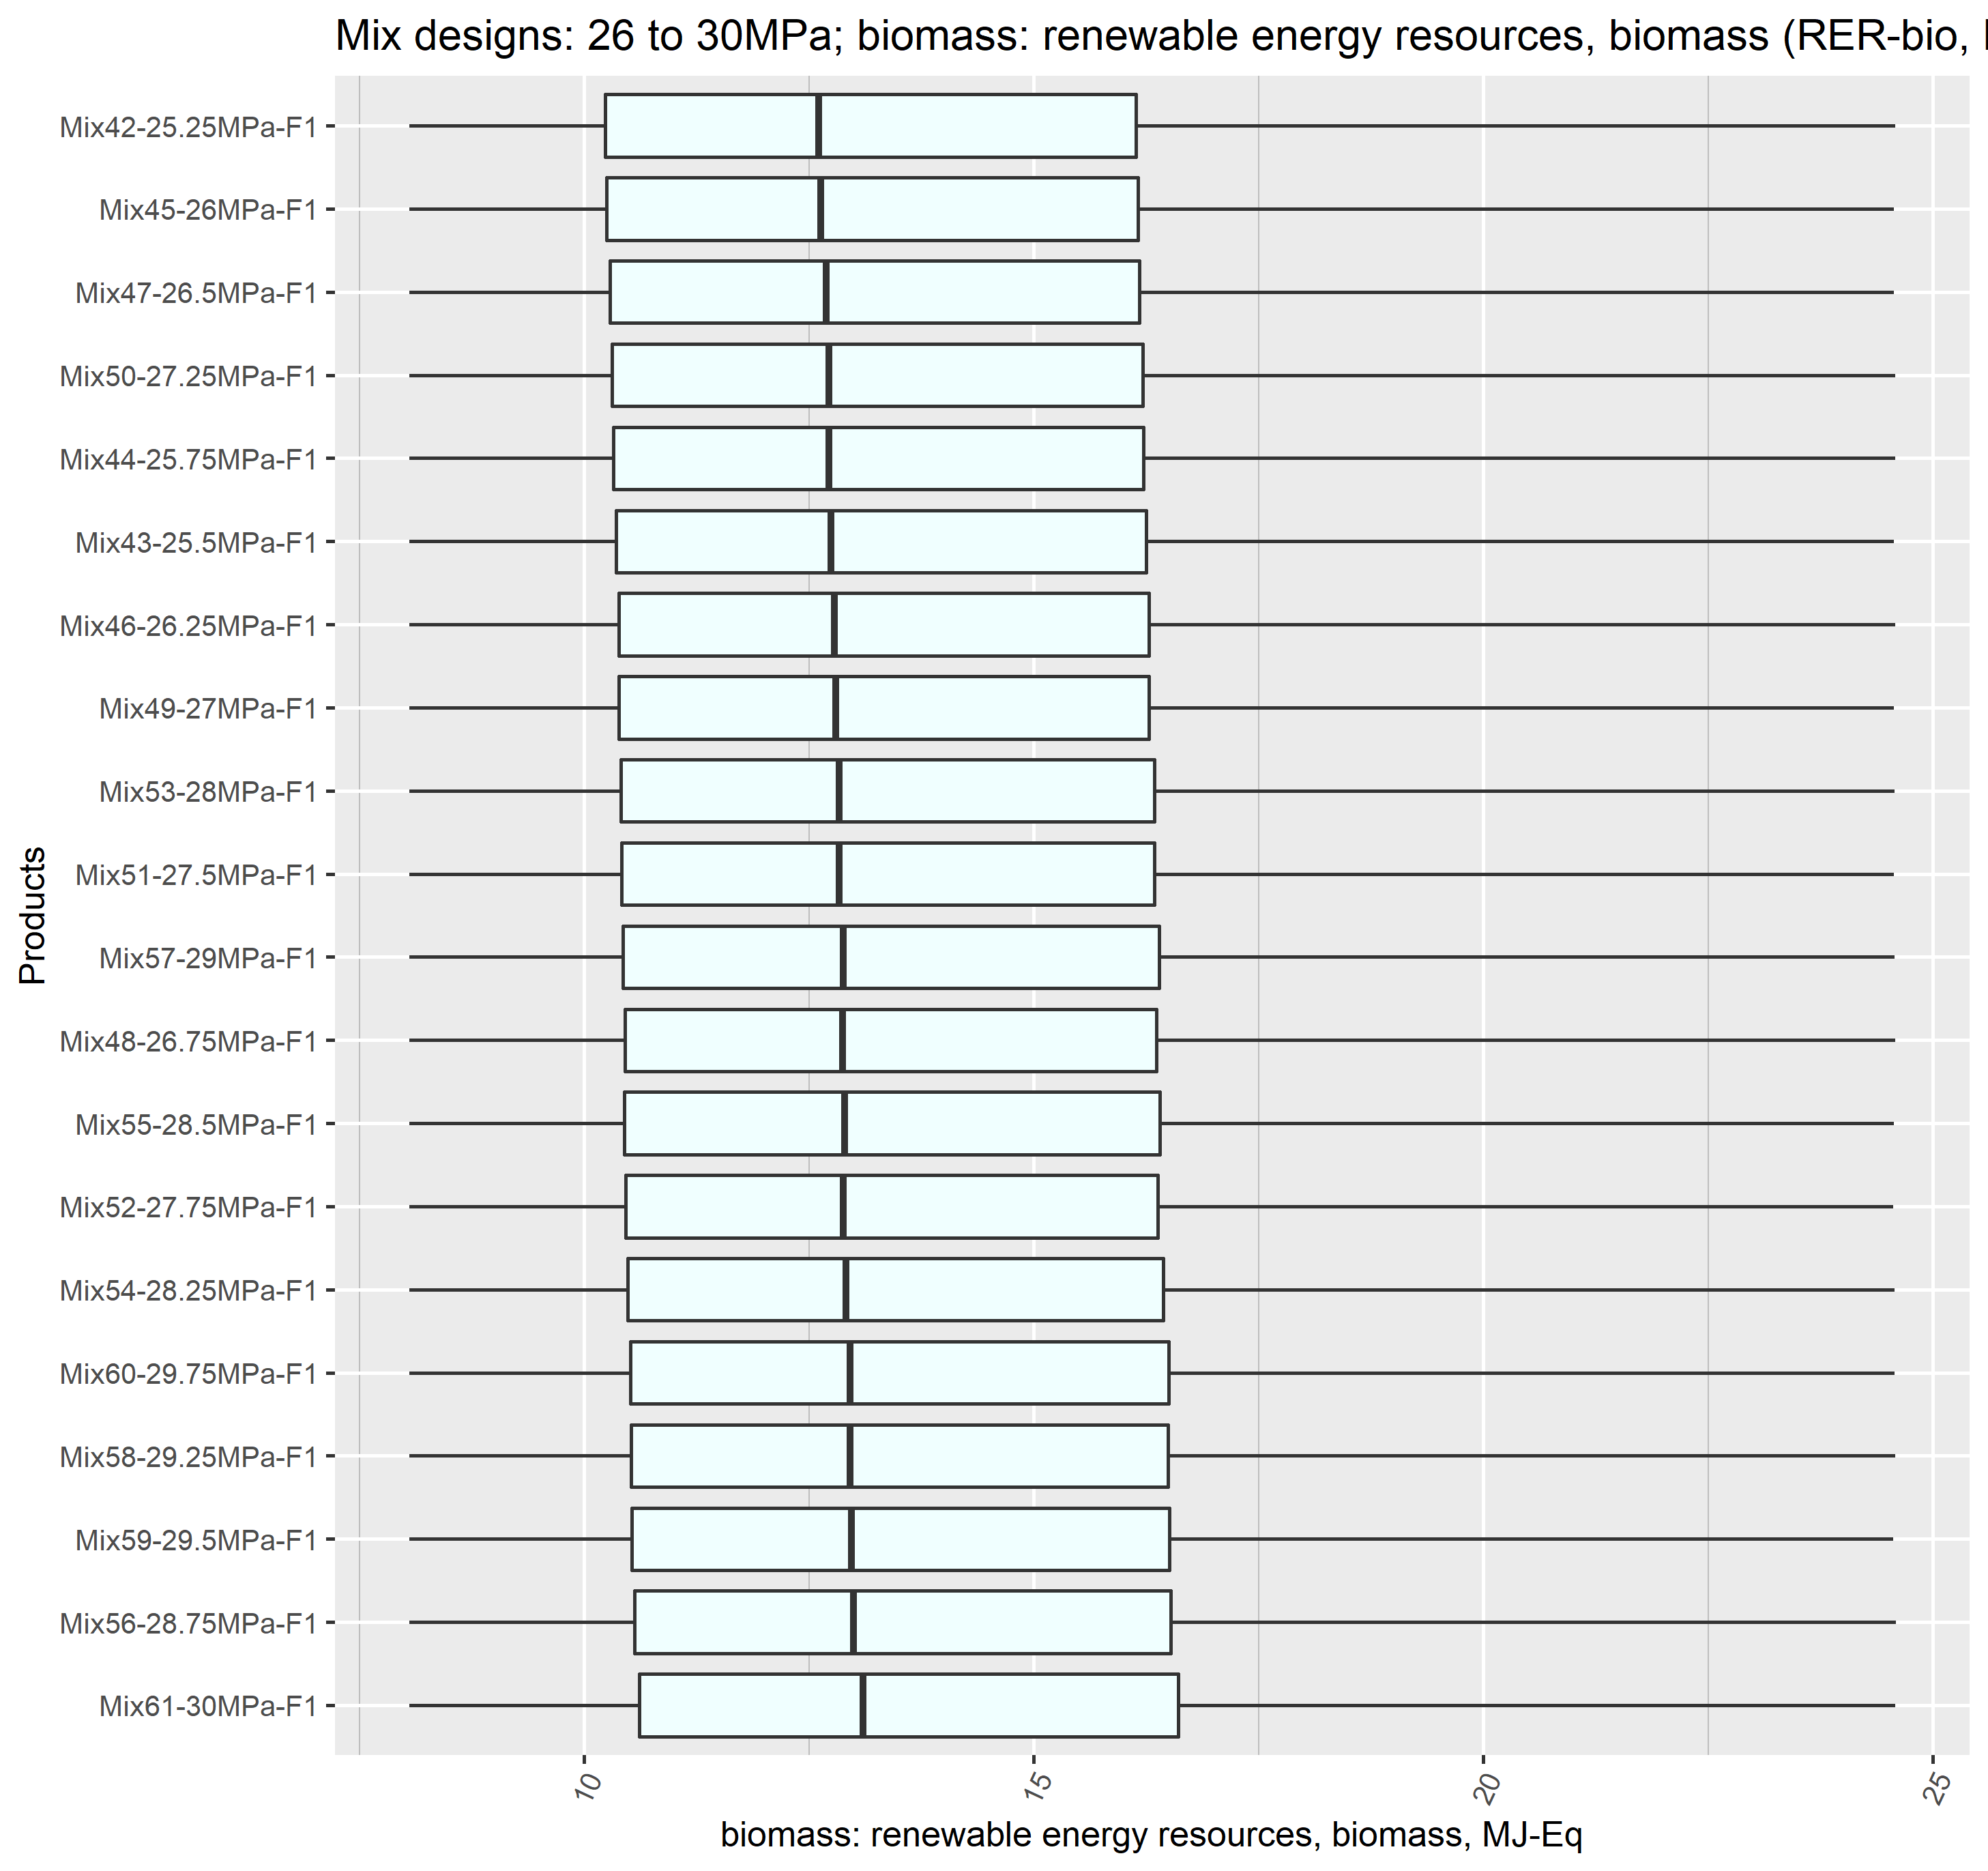 Mix designs: 26 to 30MPa; biomass: renewable energy resources, biomass (RER-bio,
Mix42-25.25MPa-F1
Mix45-26MPa-F1
Mix47-26.5MPa-F1
Mix50-27.25MPa-F1
Mix44-25.75MPa-F1
Mix43-25.5MPa-F1
Mix46-26.25MPa-F1
Mix49-27MPa-F1
Mix53-28MPa-F1
Mix51-27.5MPa-F1
Mix57-29MPa-F1
Mix48-26.75MPa-F1
Mix55-28.5MPa-F1
Mix52-27.75MPa-F1
Mix54-28.25MPa-F1
Mix60-29.75MPa-F1
Mix58-29.25MPa-F1
Mix59-29.5MPa-F1
Mix56-28.75MPa-F1
Mix61-30MPa-F1
Products
10 15 20 25
biomass: renewable energy resources, biomass, MJ-Eq